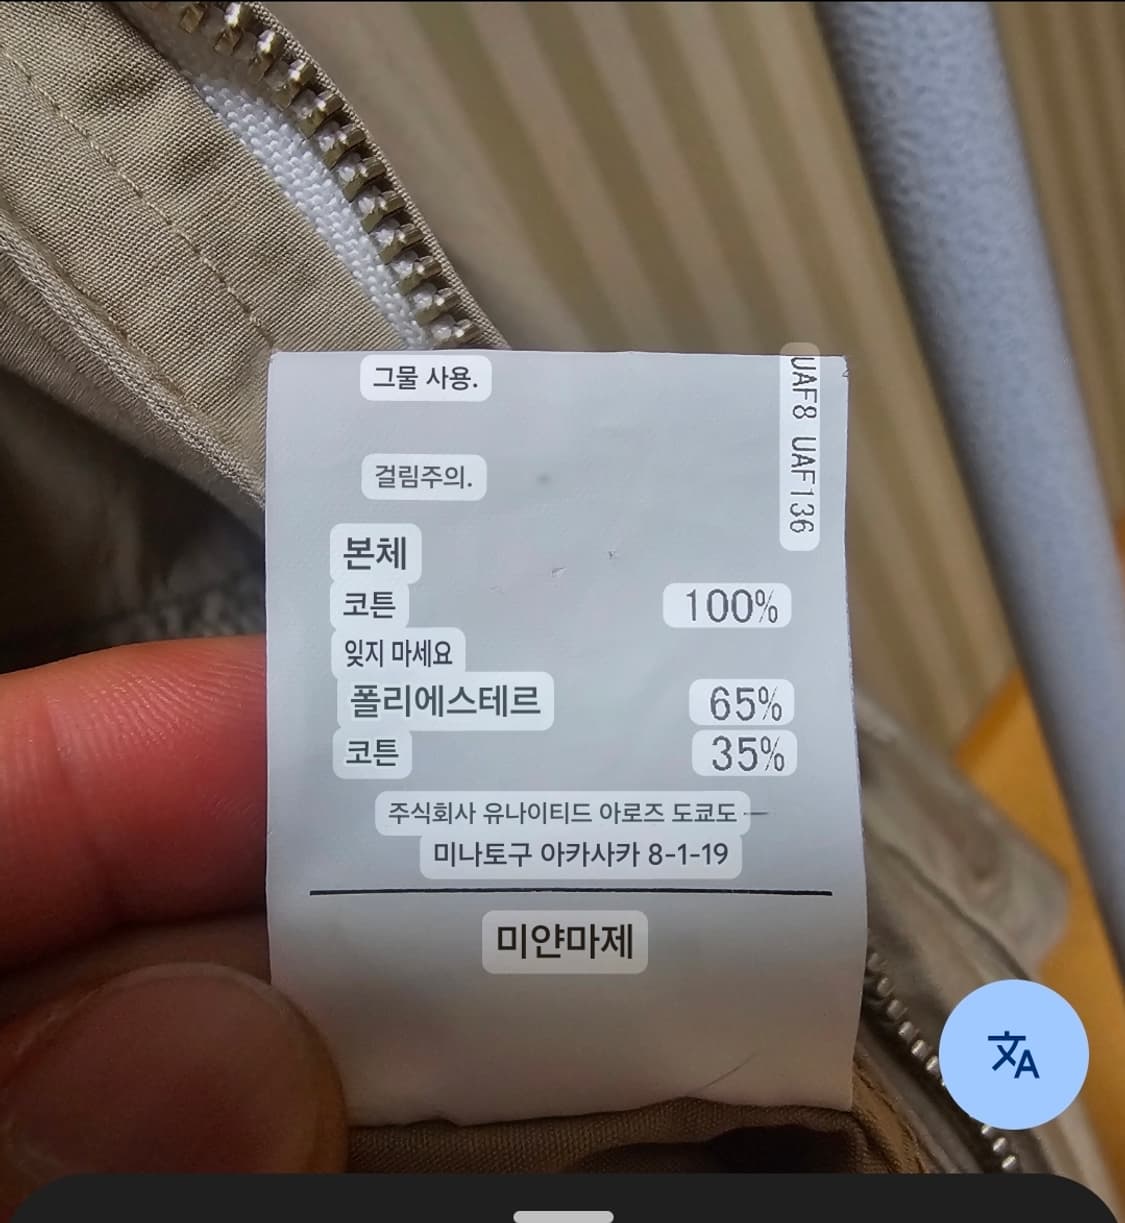 그물 사용.
UAF8 UAF136
걸림주의.
본체
코튼 100%
잊지 마세요
폴리에스테르 65%
코튼 35%
주식회사 유나이티드 아로즈 도쿄도
미나토구 아카사카 8-1-19
미얀마제
文A